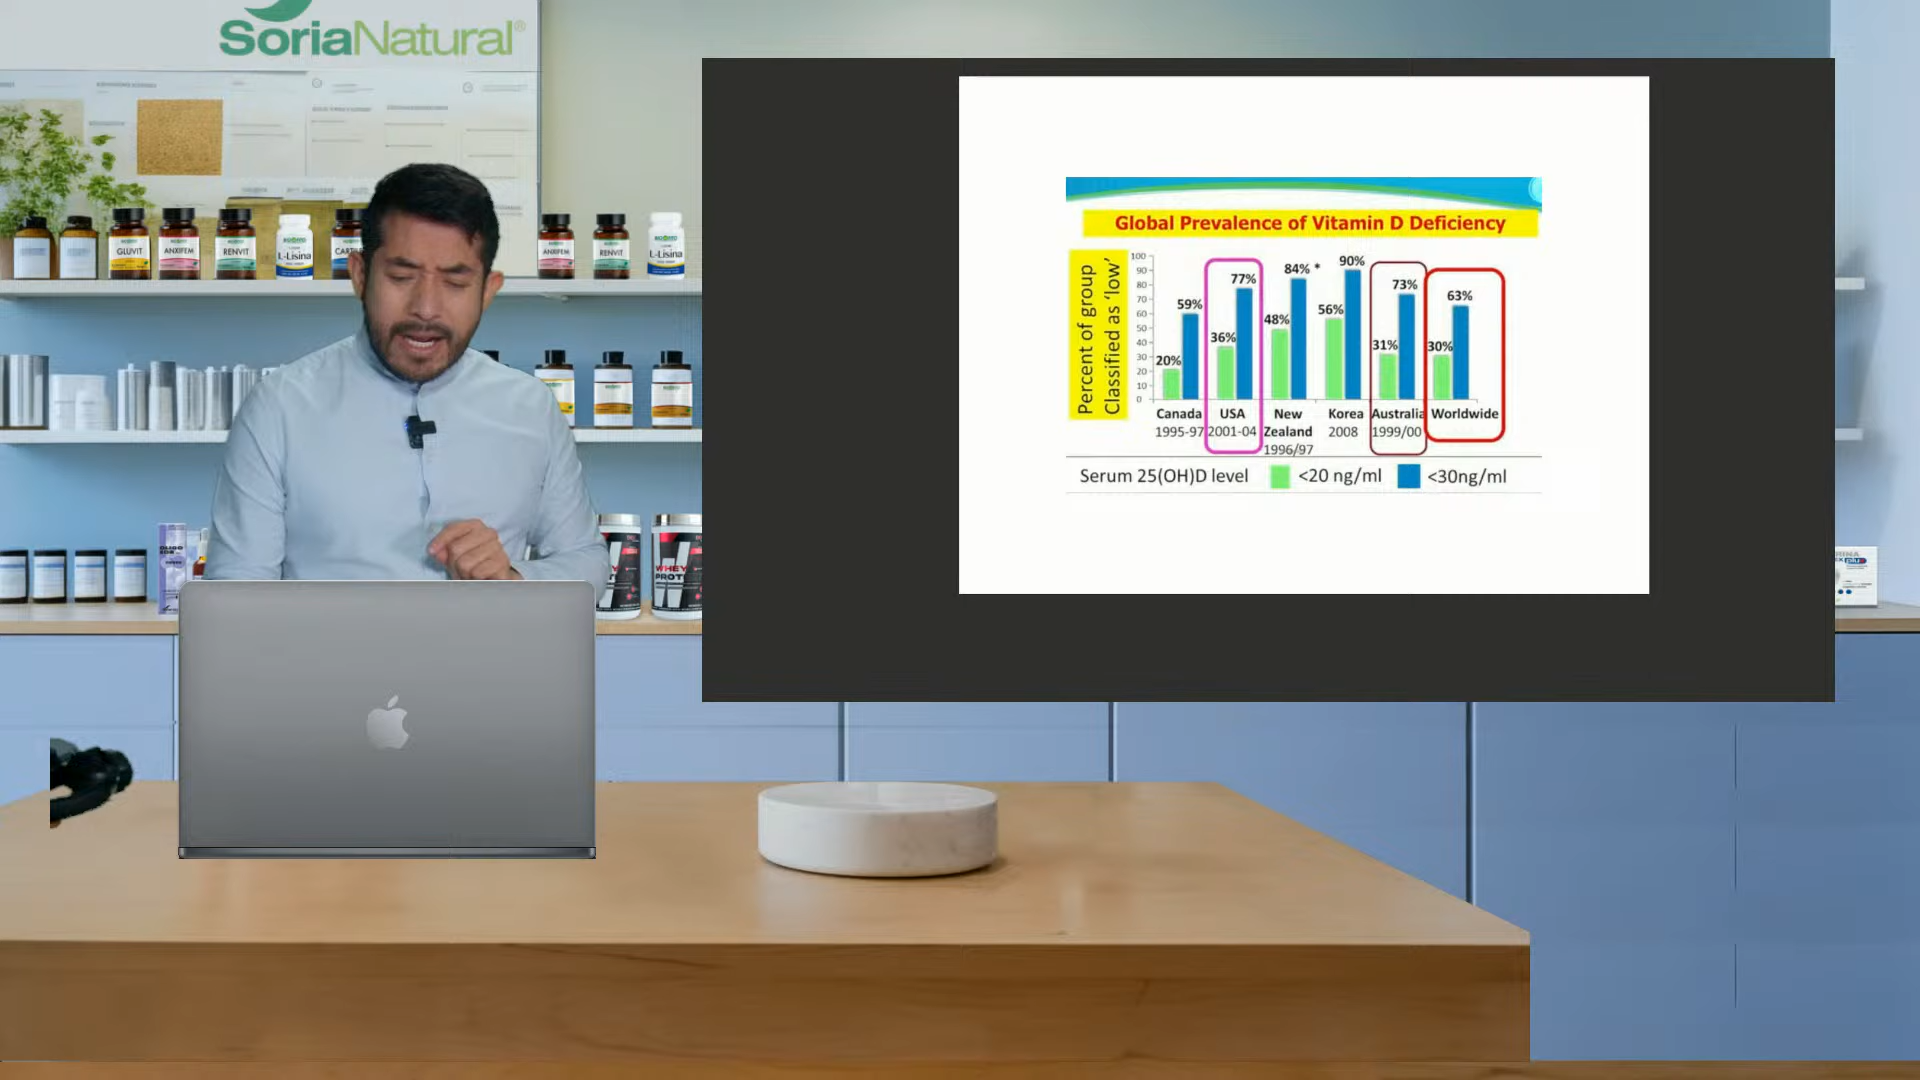 SoriaNatural®
GLUVIT
ANXIFEM
RENVIT
L-Lisina
ANXIFEM
RENVIT
L-Lisina
WHEY
PROT
Global Prevalence of Vitamin D Deficiency
Percent of group
Classified as ‘low’
100
90
80
70
60
50
40
30
20
10
0
20%
59%
36%
77%
48%
84% *
56%
90%
31%
73%
30%
63%
Canada
1995-97
USA
2001-04
New
Zealand
1996/97
Korea
2008
Australia
1999/00
Worldwide
Serum 25(OH)D level
<20 ng/ml
<30ng/ml